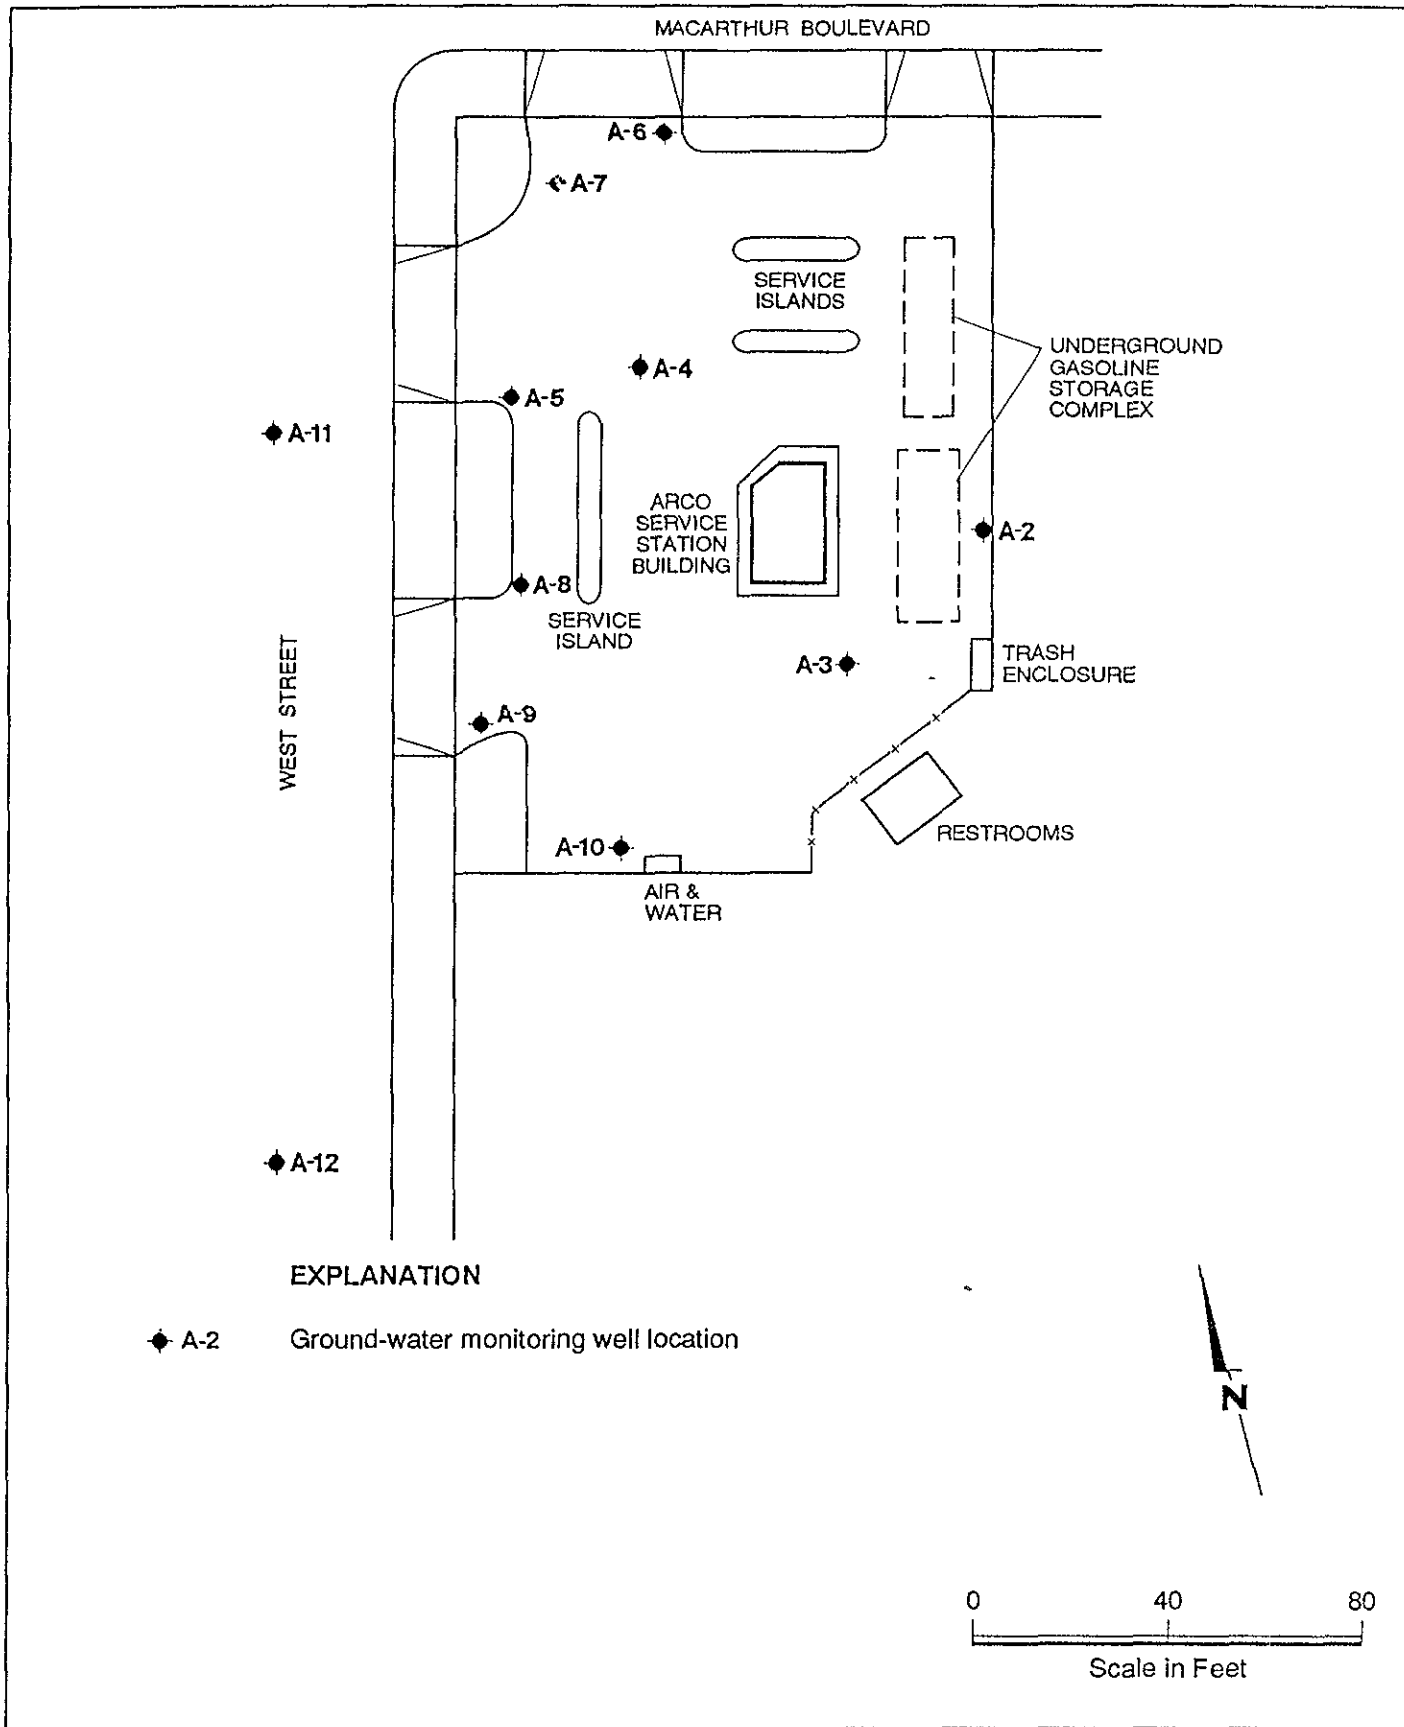 MACARTHUR BOULEVARD
A-6
A-7
SERVICE
ISLANDS
UNDERGROUND
GASOLINE
STORAGE
COMPLEX
A-4
A-5
A-11
ARCO
SERVICE
STATION
BUILDING
A-2
A-8
SERVICE
ISLAND
WEST STREET
A-3
TRASH
ENCLOSURE
A-9
RESTROOMS
A-10
AIR &
WATER
A-12
EXPLANATION
A-2 Ground-water monitoring well location
N
0 40 80
Scale in Feet